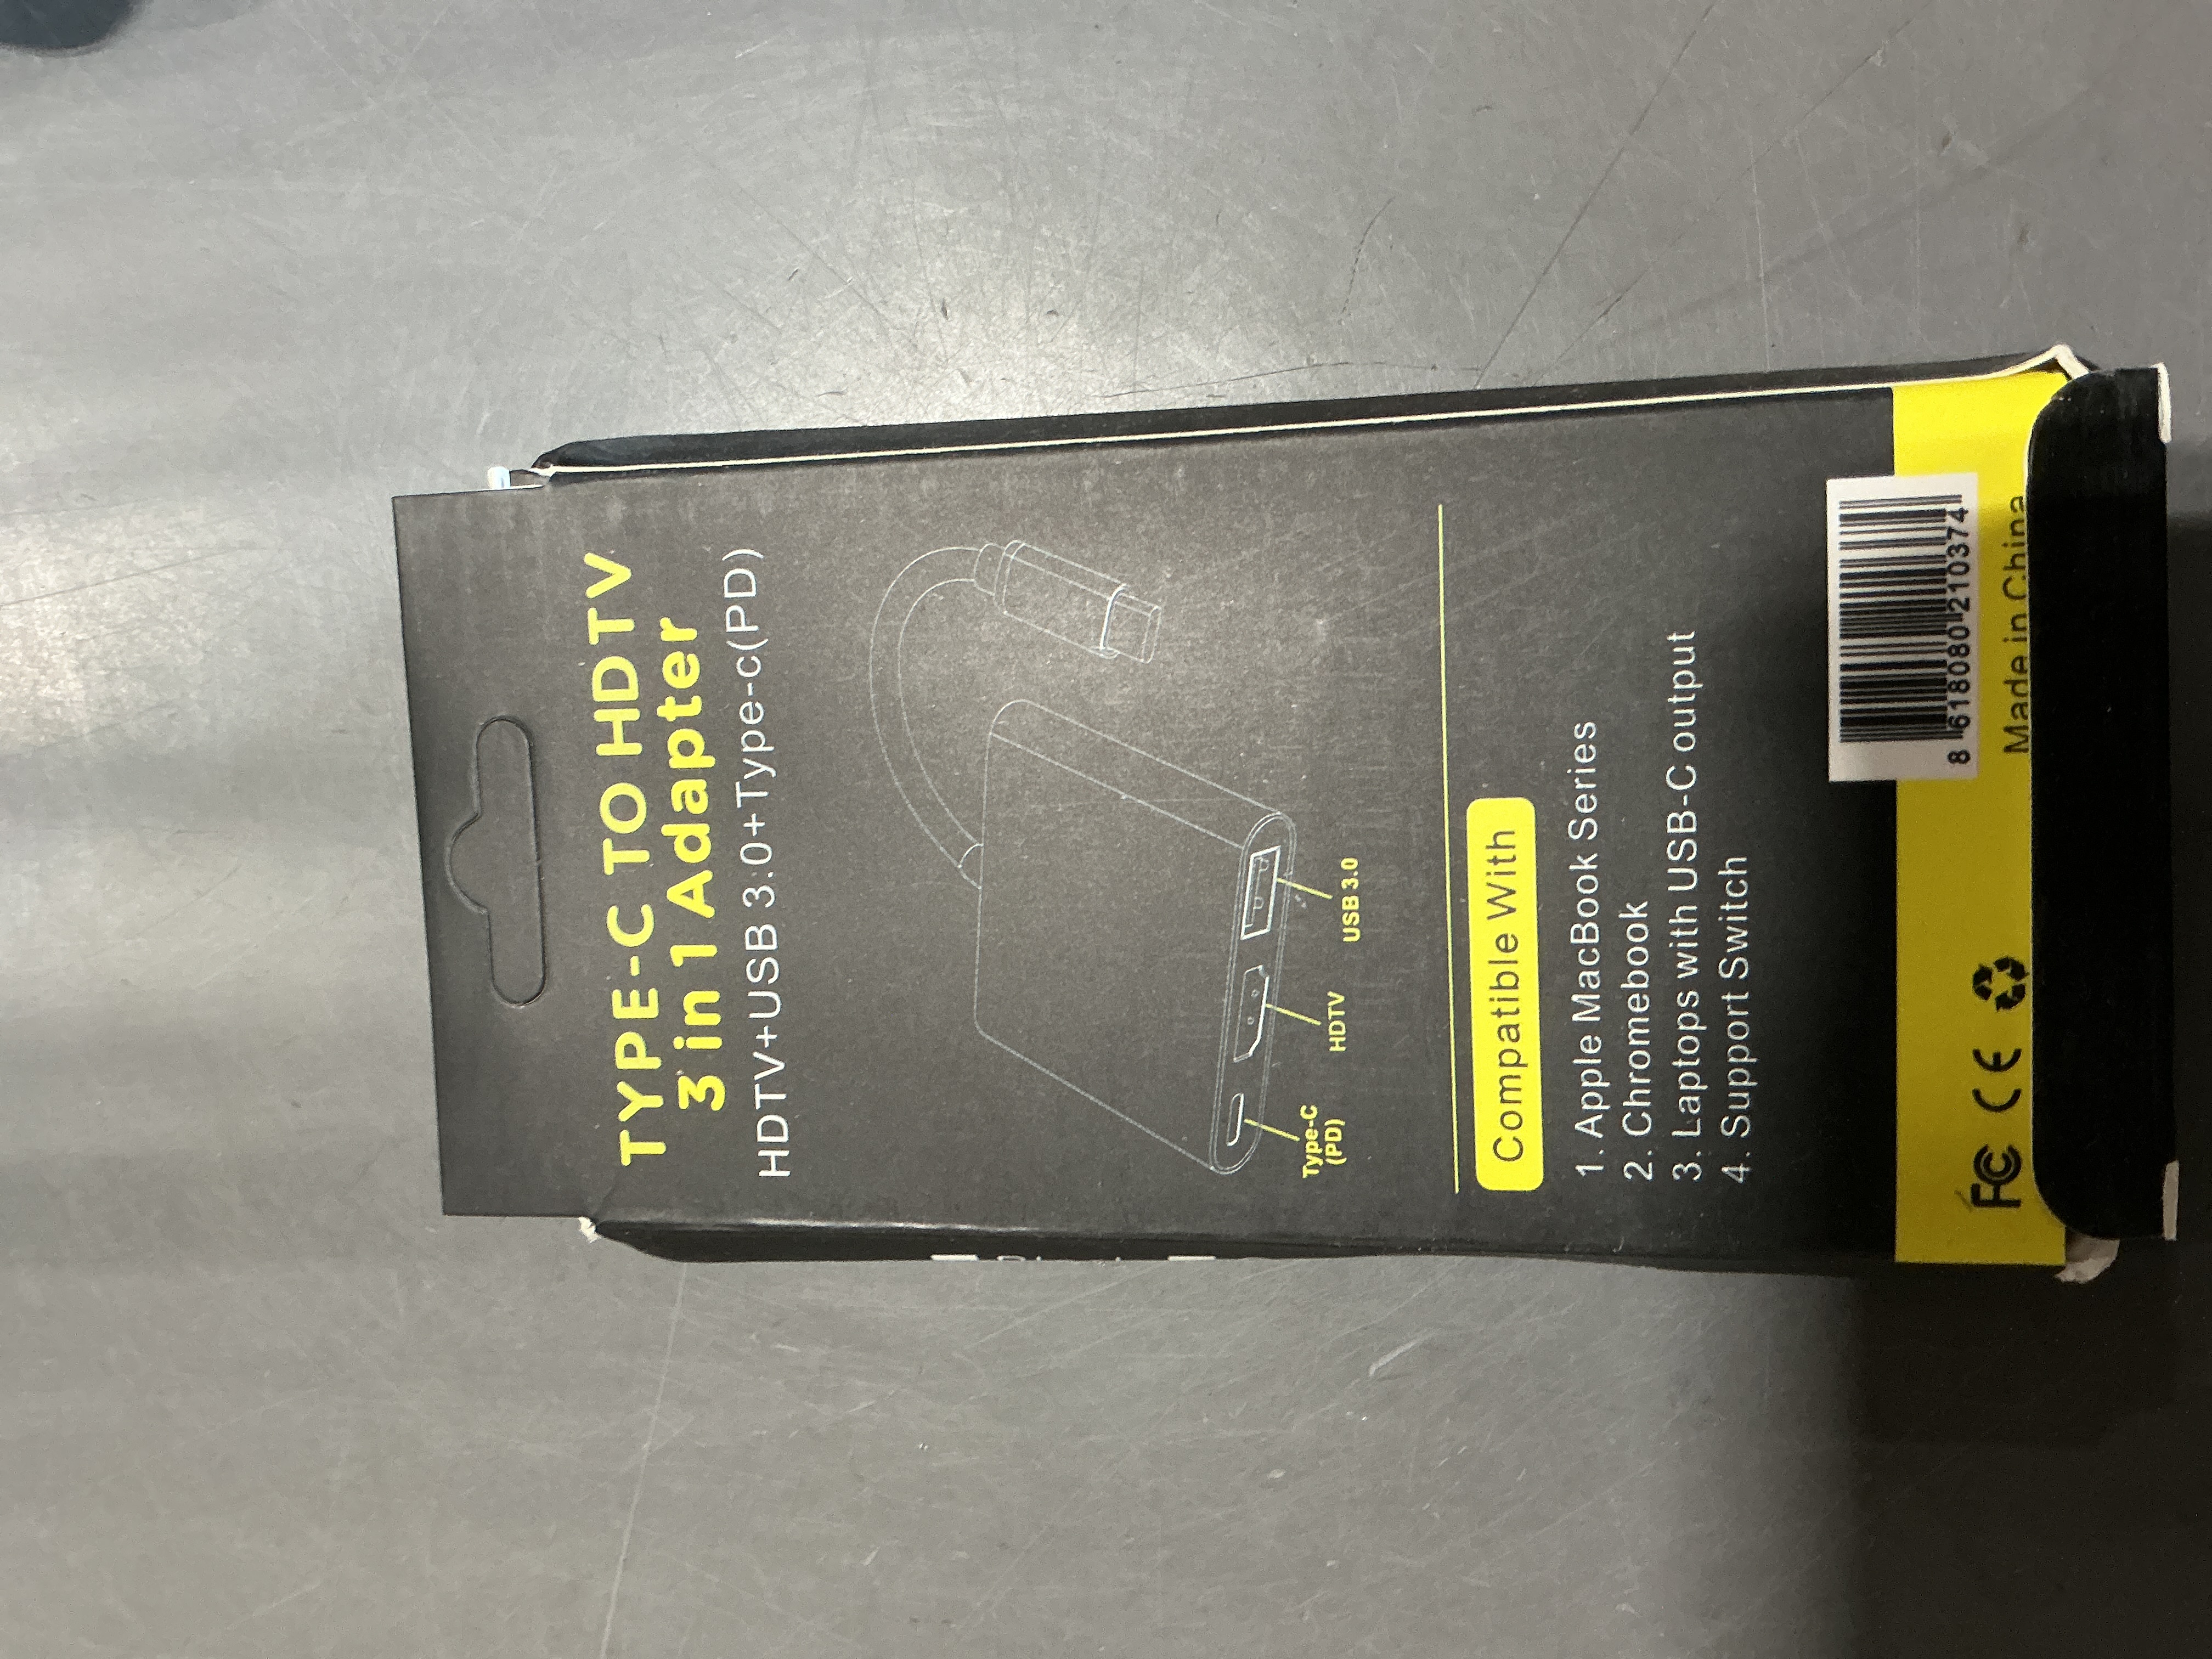 TYPE-C TO HDTV
3 in 1 Adapter
HDTV+USB 3.0+Type-c(PD)
Type-C
(PD)
HDTV
USB 3.0
Compatible With
1. Apple MacBook Series
2. Chromebook
3. Laptops with USB-C output
4. Support Switch
8 618080 210374
FC CE
Made in China